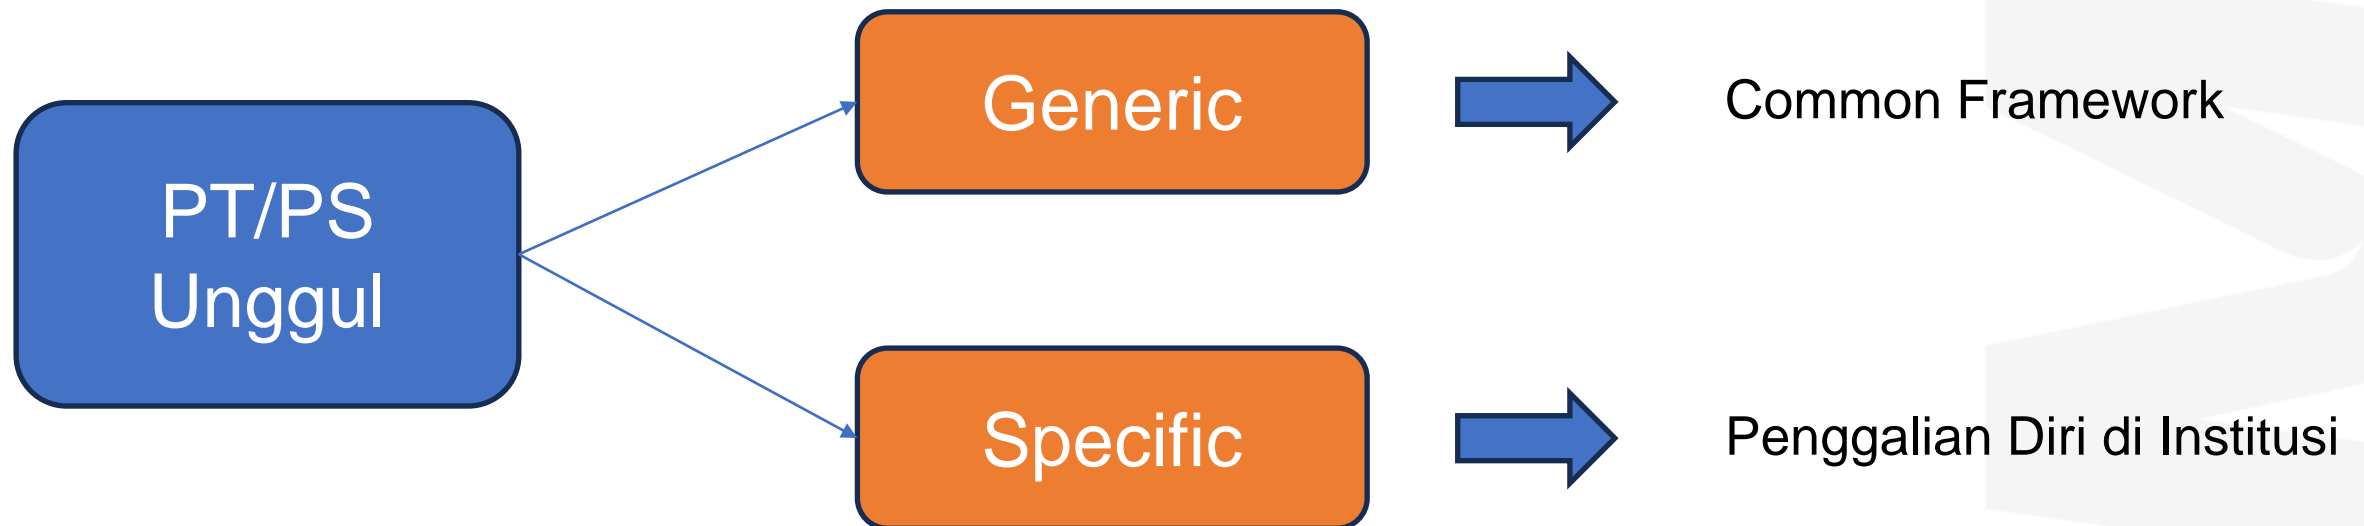 PT/PS
Unggul
Generic
Common Framework
Specific
Penggalian Diri di Institusi